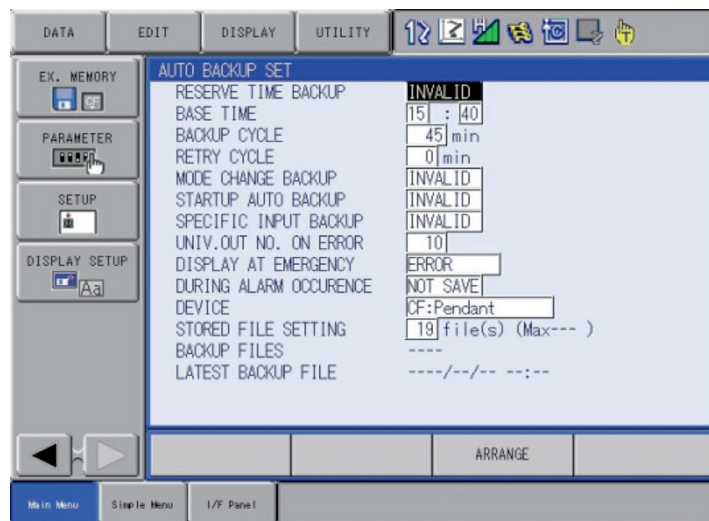 DATA EDIT DISPLAY UTILITY
EX. MEMORY
CF
PARAMETER
SETUP
DISPLAY SETUP
Aa
AUTO BACKUP SET
RESERVE TIME BACKUP INVALID
BASE TIME 15 : 40
BACKUP CYCLE 45 min
RETRY CYCLE 0 min
MODE CHANGE BACKUP INVALID
STARTUP AUTO BACKUP INVALID
SPECIFIC INPUT BACKUP INVALID
UNIV.OUT NO. ON ERROR 10
DISPLAY AT EMERGENCY ERROR
DURING ALARM OCCURENCE NOT SAVE
DEVICE CF:Pendant
STORED FILE SETTING 19 file(s) (Max--- )
BACKUP FILES ----
LATEST BACKUP FILE ----/--/-- --:--
ARRANGE
Main Menu Simple Menu I/F Panel